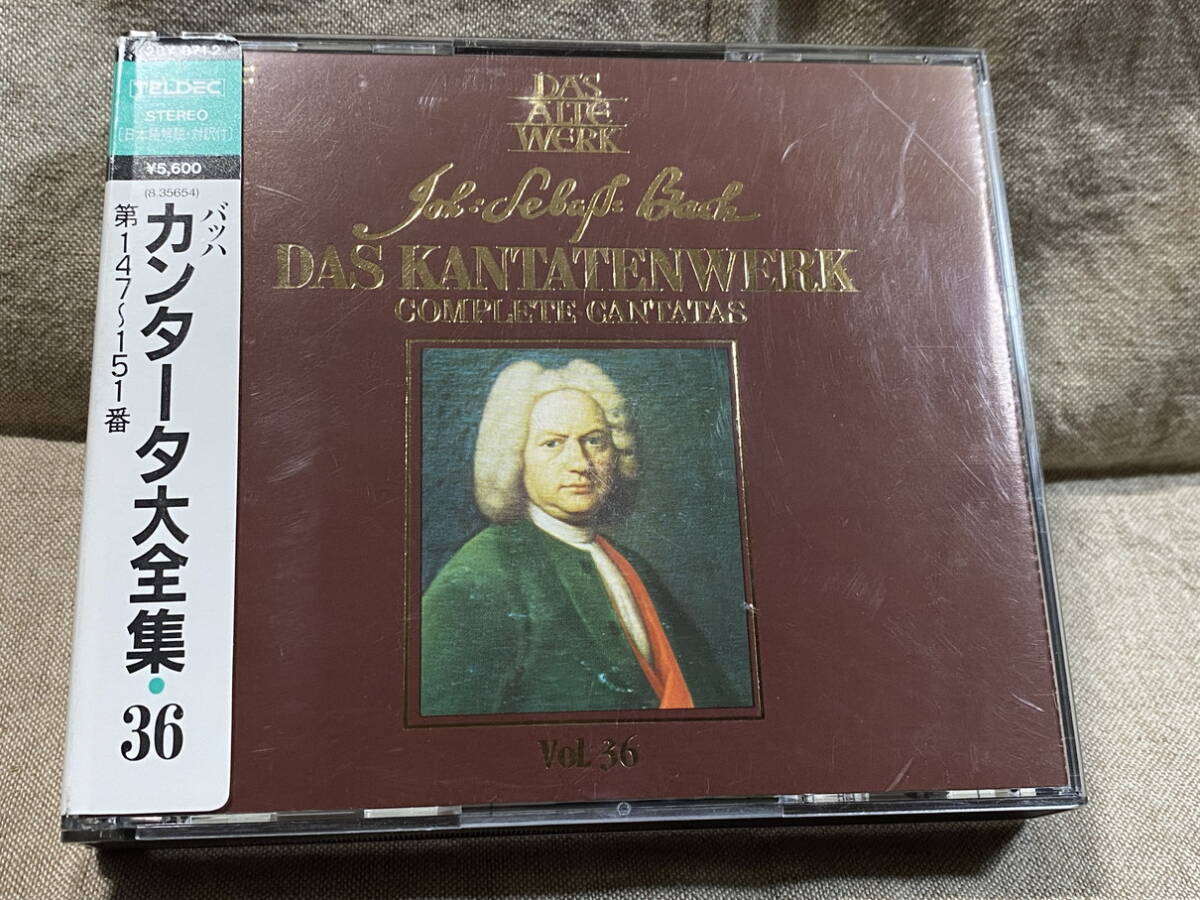 TELDEC
STEREO
[日本語解説・対訳付]
¥5,600
(8.35654)
バッハ
カンタータ大全集・36
第147〜151番
DAS
ALTE
WERK
Joh: Sebast: Bach
DAS KANTATENWERK
COMPLETE CANTATAS
Vol. 36